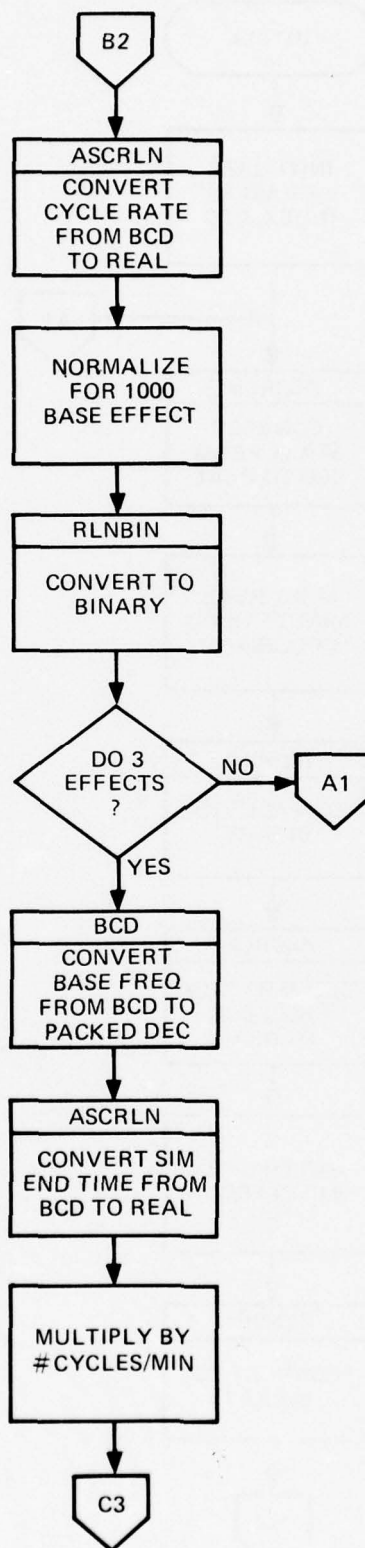 B2
ASCRLN
CONVERT
CYCLE RATE
FROM BCD
TO REAL
NORMALIZE
FOR 1000
BASE EFFECT
RLNBIN
CONVERT TO
BINARY
DO 3
EFFECTS
?
NO
A1
YES
BCD
CONVERT
BASE FREQ
FROM BCD TO
PACKED DEC
ASCRLN
CONVERT SIM
END TIME FROM
BCD TO REAL
MULTIPLY BY
#CYCLES/MIN
C3